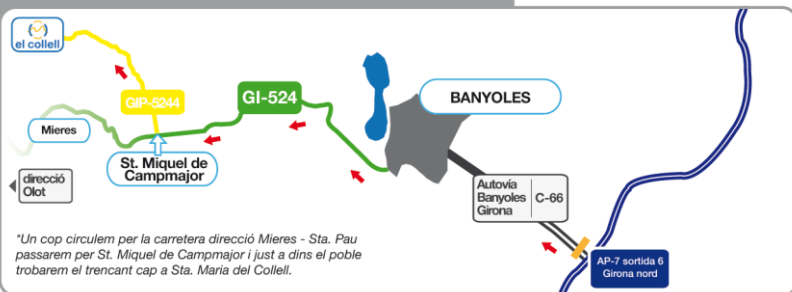 el collell
GIP-5244
GI-524
BANYOLES
Mieres
St. Miquel de
Campmajor
direcció
Olot
Autovía
Banyoles
Girona
C-66
*Un cop circulem per la carretera direcció Mieres - Sta. Pau
passarem per St. Miquel de Campmajor i just a dins el poble
trobarem el trencant cap a Sta. Maria del Collell.
AP-7 sortida 6
Girona nord